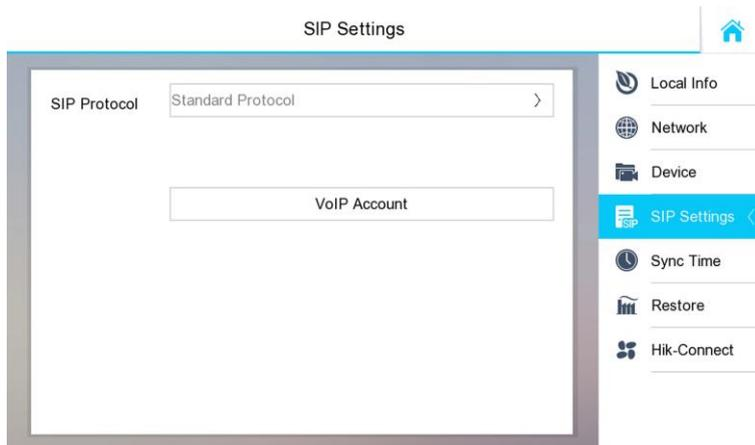 SIP Settings
SIP Protocol
Standard Protocol
VoIP Account
Local Info
Network
Device
SIP
SIP Settings
Sync Time
Restore
Hik-Connect